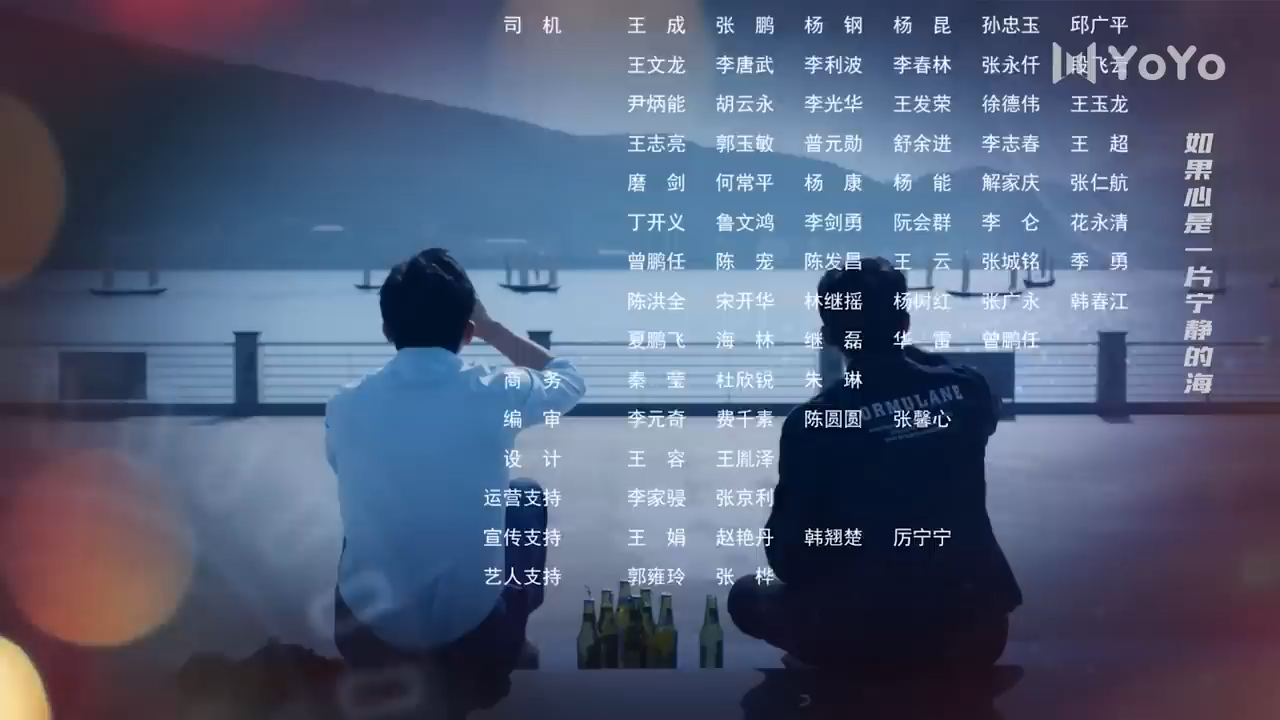 司 机 王 成 张 鹏 杨 钢 杨 昆 孙忠玉 邱广平
王文龙 李唐武 李利波 李春林 张永仟 段飞云
尹炳能 胡云永 李光华 王发荣 徐德伟 王玉龙
王志亮 郭玉敏 普元勋 舒余进 李志春 王 超
磨 剑 何常平 杨 康 杨 能 解家庆 张仁航
丁开义 鲁文鸿 李剑勇 阮会群 李 仑 花永清
曾鹏任 陈 宠 陈发昌 王 云 张城铭 季 勇
陈洪全 宋开华 林继摇 杨树红 张广永 韩春江
夏鹏飞 海 林 继 磊 华 雷 曾鹏任
商 务 秦 莹 杜欣锐 朱 琳
编 审 李元奇 费千素 陈圆圆 张馨心
设 计 王 容 王胤泽
运营支持 李家骎 张京利
宣传支持 王 娟 赵艳丹 韩翘楚 厉宁宁
艺人支持 郭雍玲 张 桦
YoYo
如果心是一片宁静的海
ORMULANE